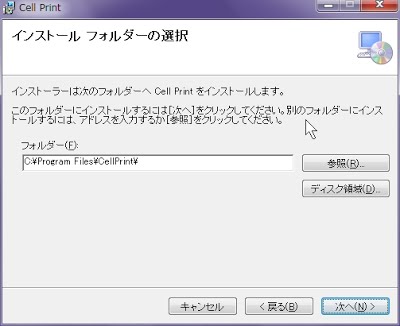 Cell Print
インストール フォルダーの選択
インストーラーは次のフォルダーへ Cell Print をインストールします。
このフォルダーにインストールするには[次へ]をクリックしてください。別のフォルダーにインス
トールするには、アドレスを入力するか[参照]をクリックしてください。
フォルダー(F):
C:¥Program Files¥CellPrint¥
参照(R)...
ディスク領域(D)...
キャンセル
< 戻る(B)
次へ(N) >